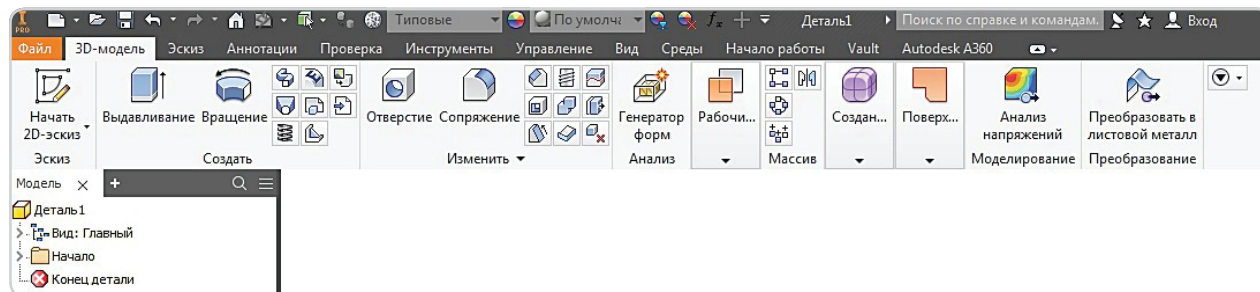 I PRO Типовые По умолча Деталь1 Поиск по справке и командам. Вход
Файл 3D-модель Эскиз Аннотации Проверка Инструменты Управление Вид Среды Начало работы Vault Autodesk A360
Начать 2D-эскиз
Выдавливание Вращение
Отверстие Сопряжение
Генератор форм
Рабочи...
Создан...
Поверх...
Анализ напряжений
Преобразовать в листовой металл
Эскиз Создать Изменить Анализ Массив Моделирование Преобразование
Модель
Деталь1
Вид: Главный
Начало
Конец детали